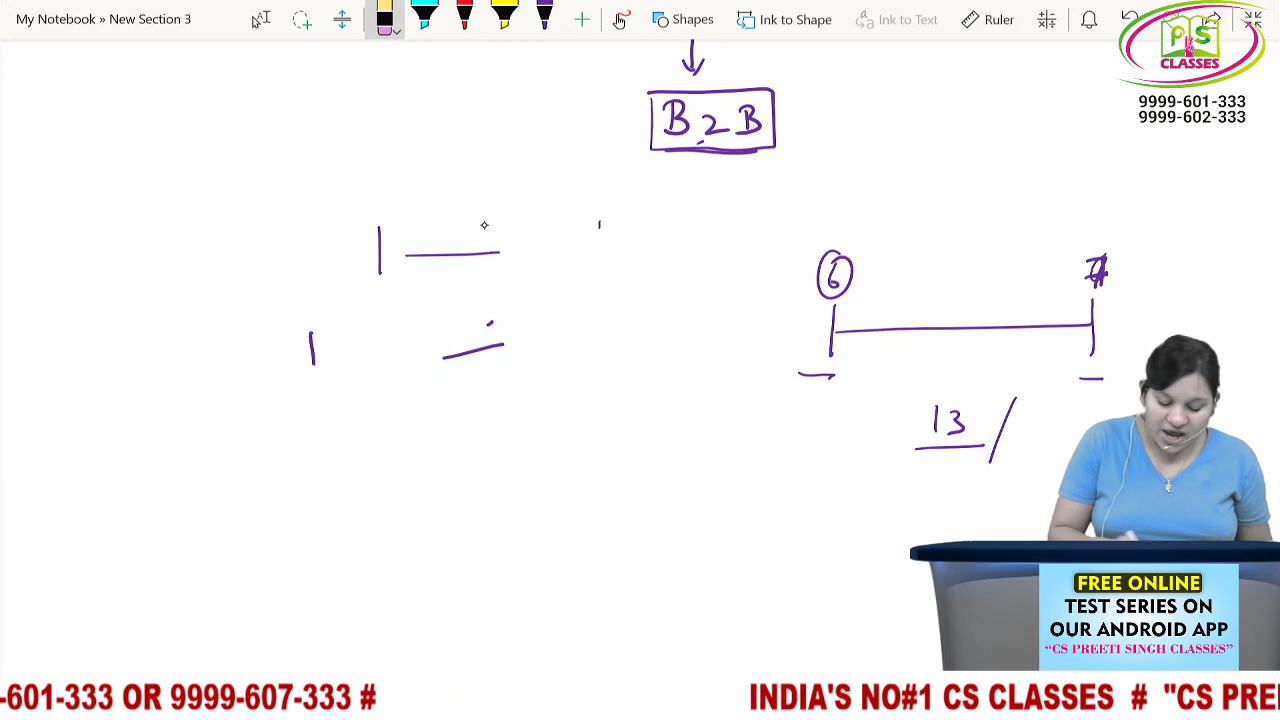 My Notebook » New Section 3
Shapes
Ink to Shape
Ink to Text
Ruler
PS
CLASSES
9999-601-333
9999-602-333
B2B
6
13/
FREE ONLINE
TEST SERIES ON
OUR ANDROID APP
"CS PREETI SINGH CLASSES"
-601-333 OR 9999-607-333 #
INDIA'S NO#1 CS CLASSES # "CS PREE